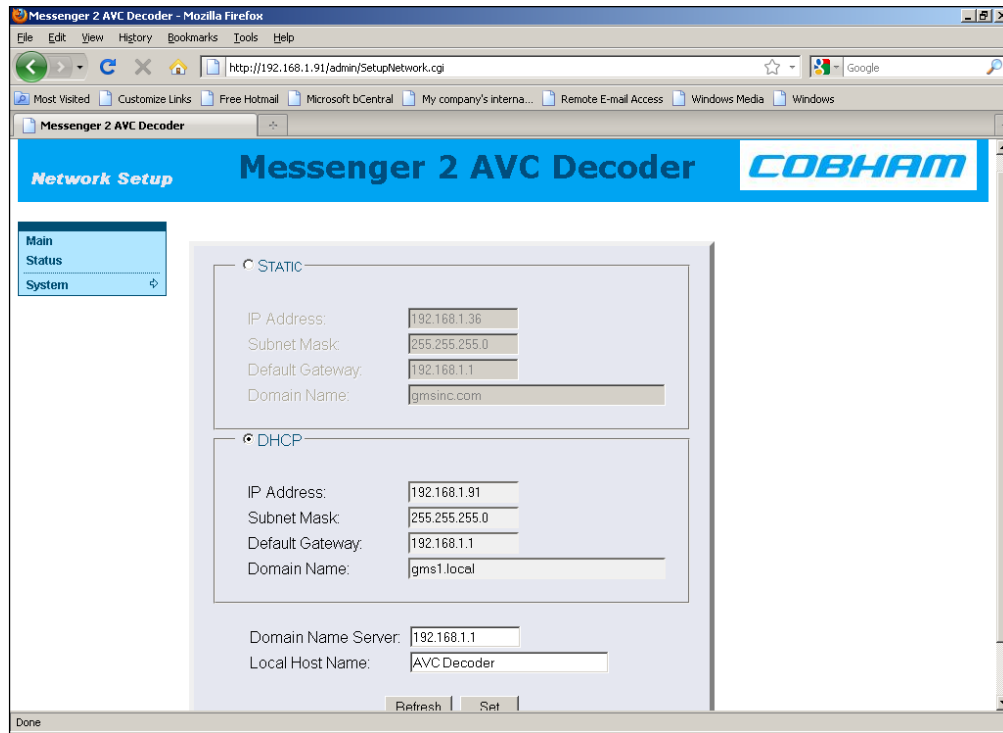 Messenger 2 AVC Decoder - Mozilla Firefox
File Edit View History Bookmarks Tools Help
http://192.168.1.91/admin/SetupNetwork.cgi
Google
Most Visited Customize Links Free Hotmail Microsoft bCentral My company's interna... Remote E-mail Access Windows Media Windows
Messenger 2 AVC Decoder
Network Setup Messenger 2 AVC Decoder COBHAM
Main
Status
System
STATIC
IP Address: 192.168.1.36
Subnet Mask: 255.255.255.0
Default Gateway: 192.168.1.1
Domain Name: gmsinc.com
DHCP
IP Address: 192.168.1.91
Subnet Mask: 255.255.255.0
Default Gateway: 192.168.1.1
Domain Name: gms1.local
Domain Name Server: 192.168.1.1
Local Host Name: AVC Decoder
Refresh Set
Done